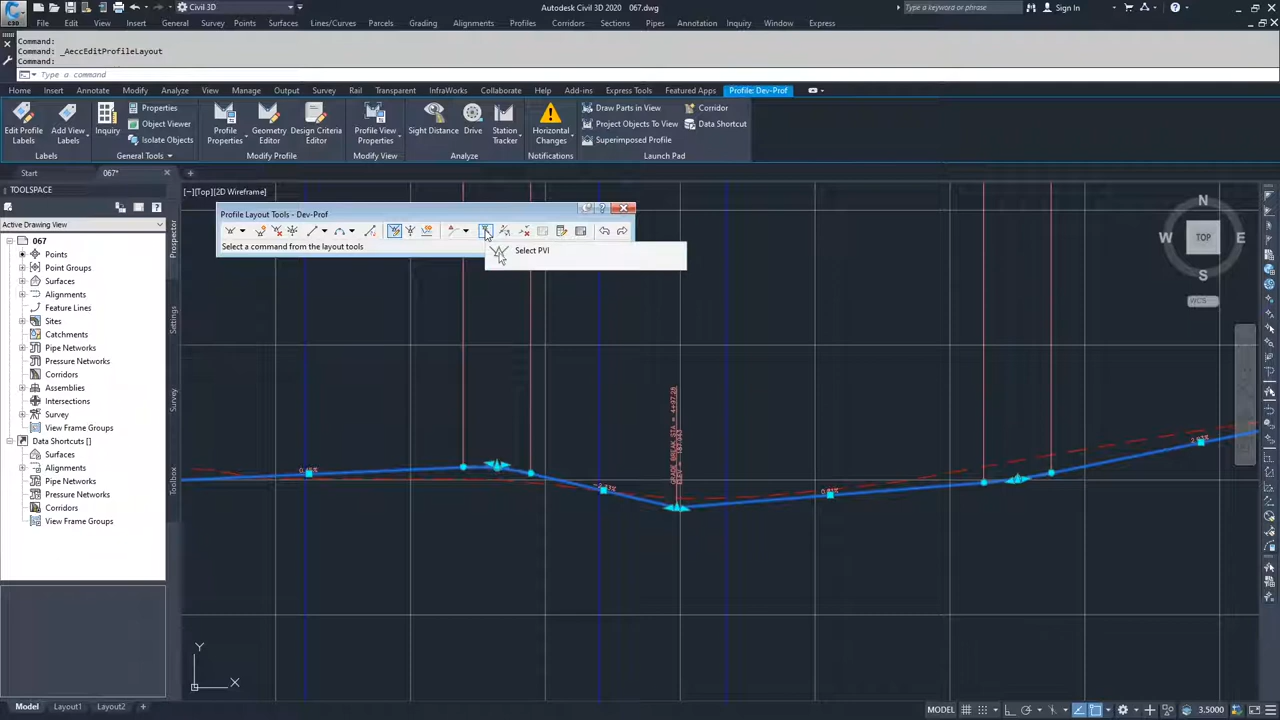 Civil 3D
Autodesk Civil 3D 2020 067.dwg
Type a keyword or phrase
Sign In
File Edit View Insert General Survey Points Surfaces Lines/Curves Parcels Grading Alignments Profiles Corridors Sections Pipes Annotation Inquiry Window Express
Command:
Command: _AeccEditProfileLayout
Command:
Type a command
Home Insert Annotate Modify Analyze View Manage Output Survey Rail Transparent InfraWorks Collaborate Help Add-ins Express Tools Featured Apps Profile: Dev-Prof
Edit Profile Labels
Add View Labels
Labels
Inquiry
Properties
Object Viewer
Isolate Objects
General Tools
Profile Properties
Geometry Editor
Design Criteria Editor
Modify Profile
Profile View Properties
Modify View
Sight Distance
Drive
Station Tracker
Analyze
Horizontal Changes
Notifications
Draw Parts in View
Project Objects To View
Superimposed Profile
Corridor
Data Shortcut
Launch Pad
Start
067*
TOOLSPACE
Active Drawing View
067
Points
Point Groups
Surfaces
Alignments
Feature Lines
Sites
Catchments
Pipe Networks
Pressure Networks
Corridors
Assemblies
Intersections
Survey
View Frame Groups
Data Shortcuts []
Surfaces
Alignments
Pipe Networks
Pressure Networks
Corridors
View Frame Groups
Prospector
Settings
Survey
Toolbox
[−][Top][2D Wireframe]
Profile Layout Tools - Dev-Prof
Select a command from the layout tools
Select PVI
N
W TOP E
S
WCS
GRADE BREAK STA = 4+97.28
Y
X
Model Layout1 Layout2
MODEL
3.5000